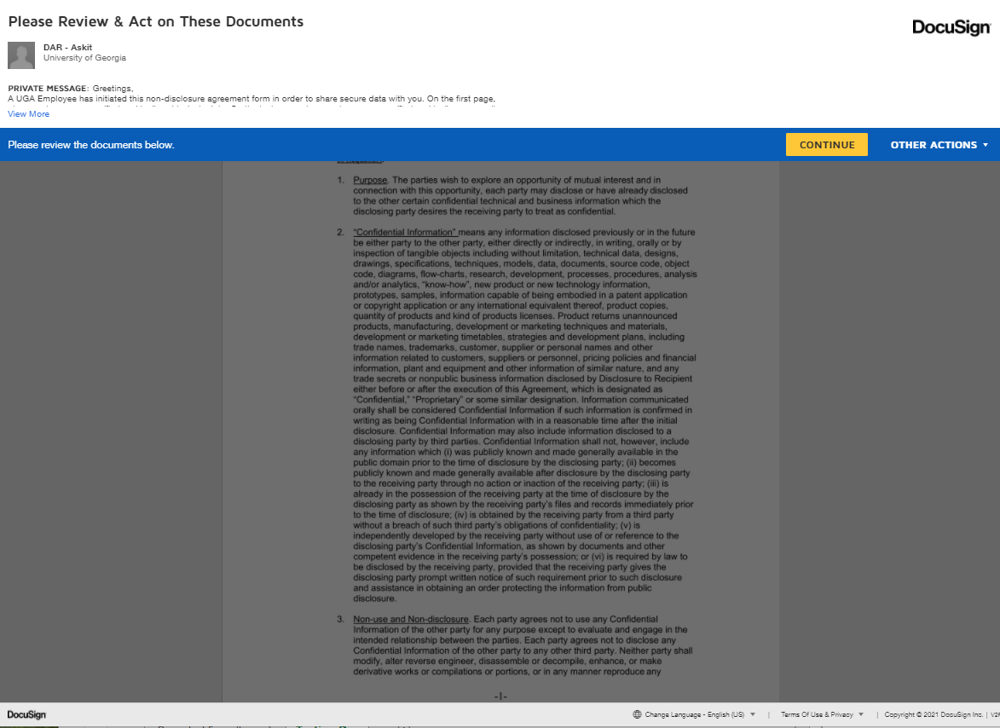 Please Review & Act on These Documents
DocuSign
DAR - Askit
University of Georgia
PRIVATE MESSAGE: Greetings,
A UGA Employee has initiated this non-disclosure agreement form in order to share secure data with you. On the first page,
View More
Please review the documents below.
CONTINUE
OTHER ACTIONS
1. Purpose. The parties wish to explore an opportunity of mutual interest and in
connection with this opportunity, each party may disclose or have already disclosed
to the other certain confidential technical and business information which the
disclosing party desires the receiving party to treat as confidential.
2. “Confidential Information” means any information disclosed previously or in the future
be either party to the other party, either directly or indirectly, in writing, orally or by
inspection of tangible objects including without limitation, technical data, designs,
drawings, specifications, techniques, models, data, documents, source code, object
code, diagrams, flow-charts, research, development, processes, procedures, analysis
and/or analytics, “know-how”, new product or new technology information,
prototypes, samples, information capable of being embodied in a patent application
or copyright application or any international equivalent thereof, product copies,
quantity of products and kind of products licenses. Product returns unannounced
products, manufacturing, development or marketing techniques and materials,
development or marketing timetables, strategies and development plans, including
trade names, trademarks, customer, supplier or personal names and other
information related to customers, suppliers or personnel, pricing policies and financial
information, plant and equipment and other information of similar nature, and any
trade secrets or nonpublic business information disclosed by Disclosure to Recipient
either before or after the execution of this Agreement, which is designated as
“Confidential,” “Proprietary” or some similar designation. Information communicated
orally shall be considered Confidential Information if such information is confirmed in
writing as being Confidential Information with in a reasonable time after the initial
disclosure. Confidential Information may also include information disclosed to a
disclosing party by third parties. Confidential Information shall not, however, include
any information which (i) was publicly known and made generally available in the
public domain prior to the time of disclosure by the disclosing party; (ii) becomes
publicly known and made generally available after disclosure by the disclosing party
to the receiving party through no action or inaction of the receiving party; (iii) is
already in the possession of the receiving party at the time of disclosure by the
disclosing party as shown by the receiving party's files and records immediately prior
to the time of disclosure; (iv) is obtained by the receiving party from a third party
without a breach of such third party's obligations of confidentiality; (v) is
independently developed by the receiving party without use of or reference to the
disclosing party's Confidential Information, as shown by documents and other
competent evidence in the receiving party's possession; or (vi) is required by law to
be disclosed by the receiving party, provided that the receiving party gives the
disclosing party prompt written notice of such requirement prior to such disclosure
and assistance in obtaining an order protecting the information from public
disclosure.
3. Non-use and Non-disclosure. Each party agrees not to use any Confidential
Information of the other party for any purpose except to evaluate and engage in the
intended relationship between the parties. Each party agrees not to disclose any
Confidential Information of the other party to any other third party. Neither party shall
modify, alter reverse engineer, disassemble or decompile, enhance, or make
derivative works or compilations or portions, or in any manner reproduce any
-1-
DocuSign
Change Language - English (US) | Terms Of Use & Privacy | Copyright © 2021 DocuSign Inc. |